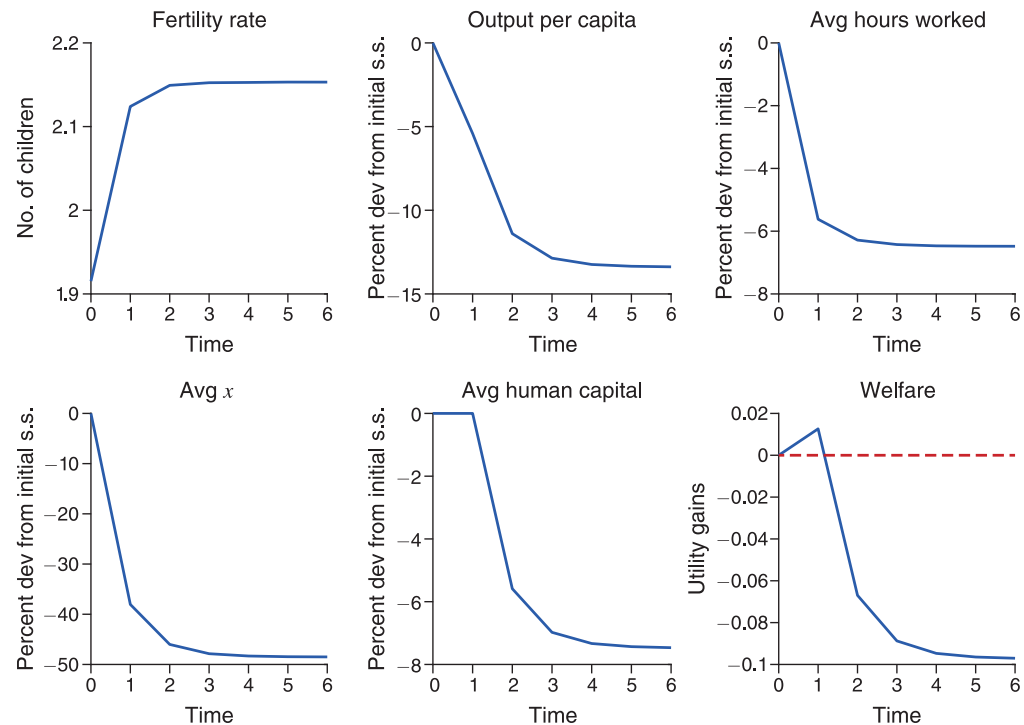 Fertility rate
No. of children
2.2
2.1
2
1.9
0 1 2 3 4 5 6
Time
Output per capita
Percent dev from initial s.s.
0
−5
−10
−15
0 1 2 3 4 5 6
Time
Avg hours worked
Percent dev from initial s.s.
0
−2
−4
−6
−8
0 1 2 3 4 5 6
Time
Avg x
Percent dev from initial s.s.
0
−10
−20
−30
−40
−50
0 1 2 3 4 5 6
Time
Avg human capital
Percent dev from initial s.s.
0
−2
−4
−6
−8
0 1 2 3 4 5 6
Time
Welfare
Utility gains
0.02
0
−0.02
−0.04
−0.06
−0.08
−0.1
0 1 2 3 4 5 6
Time